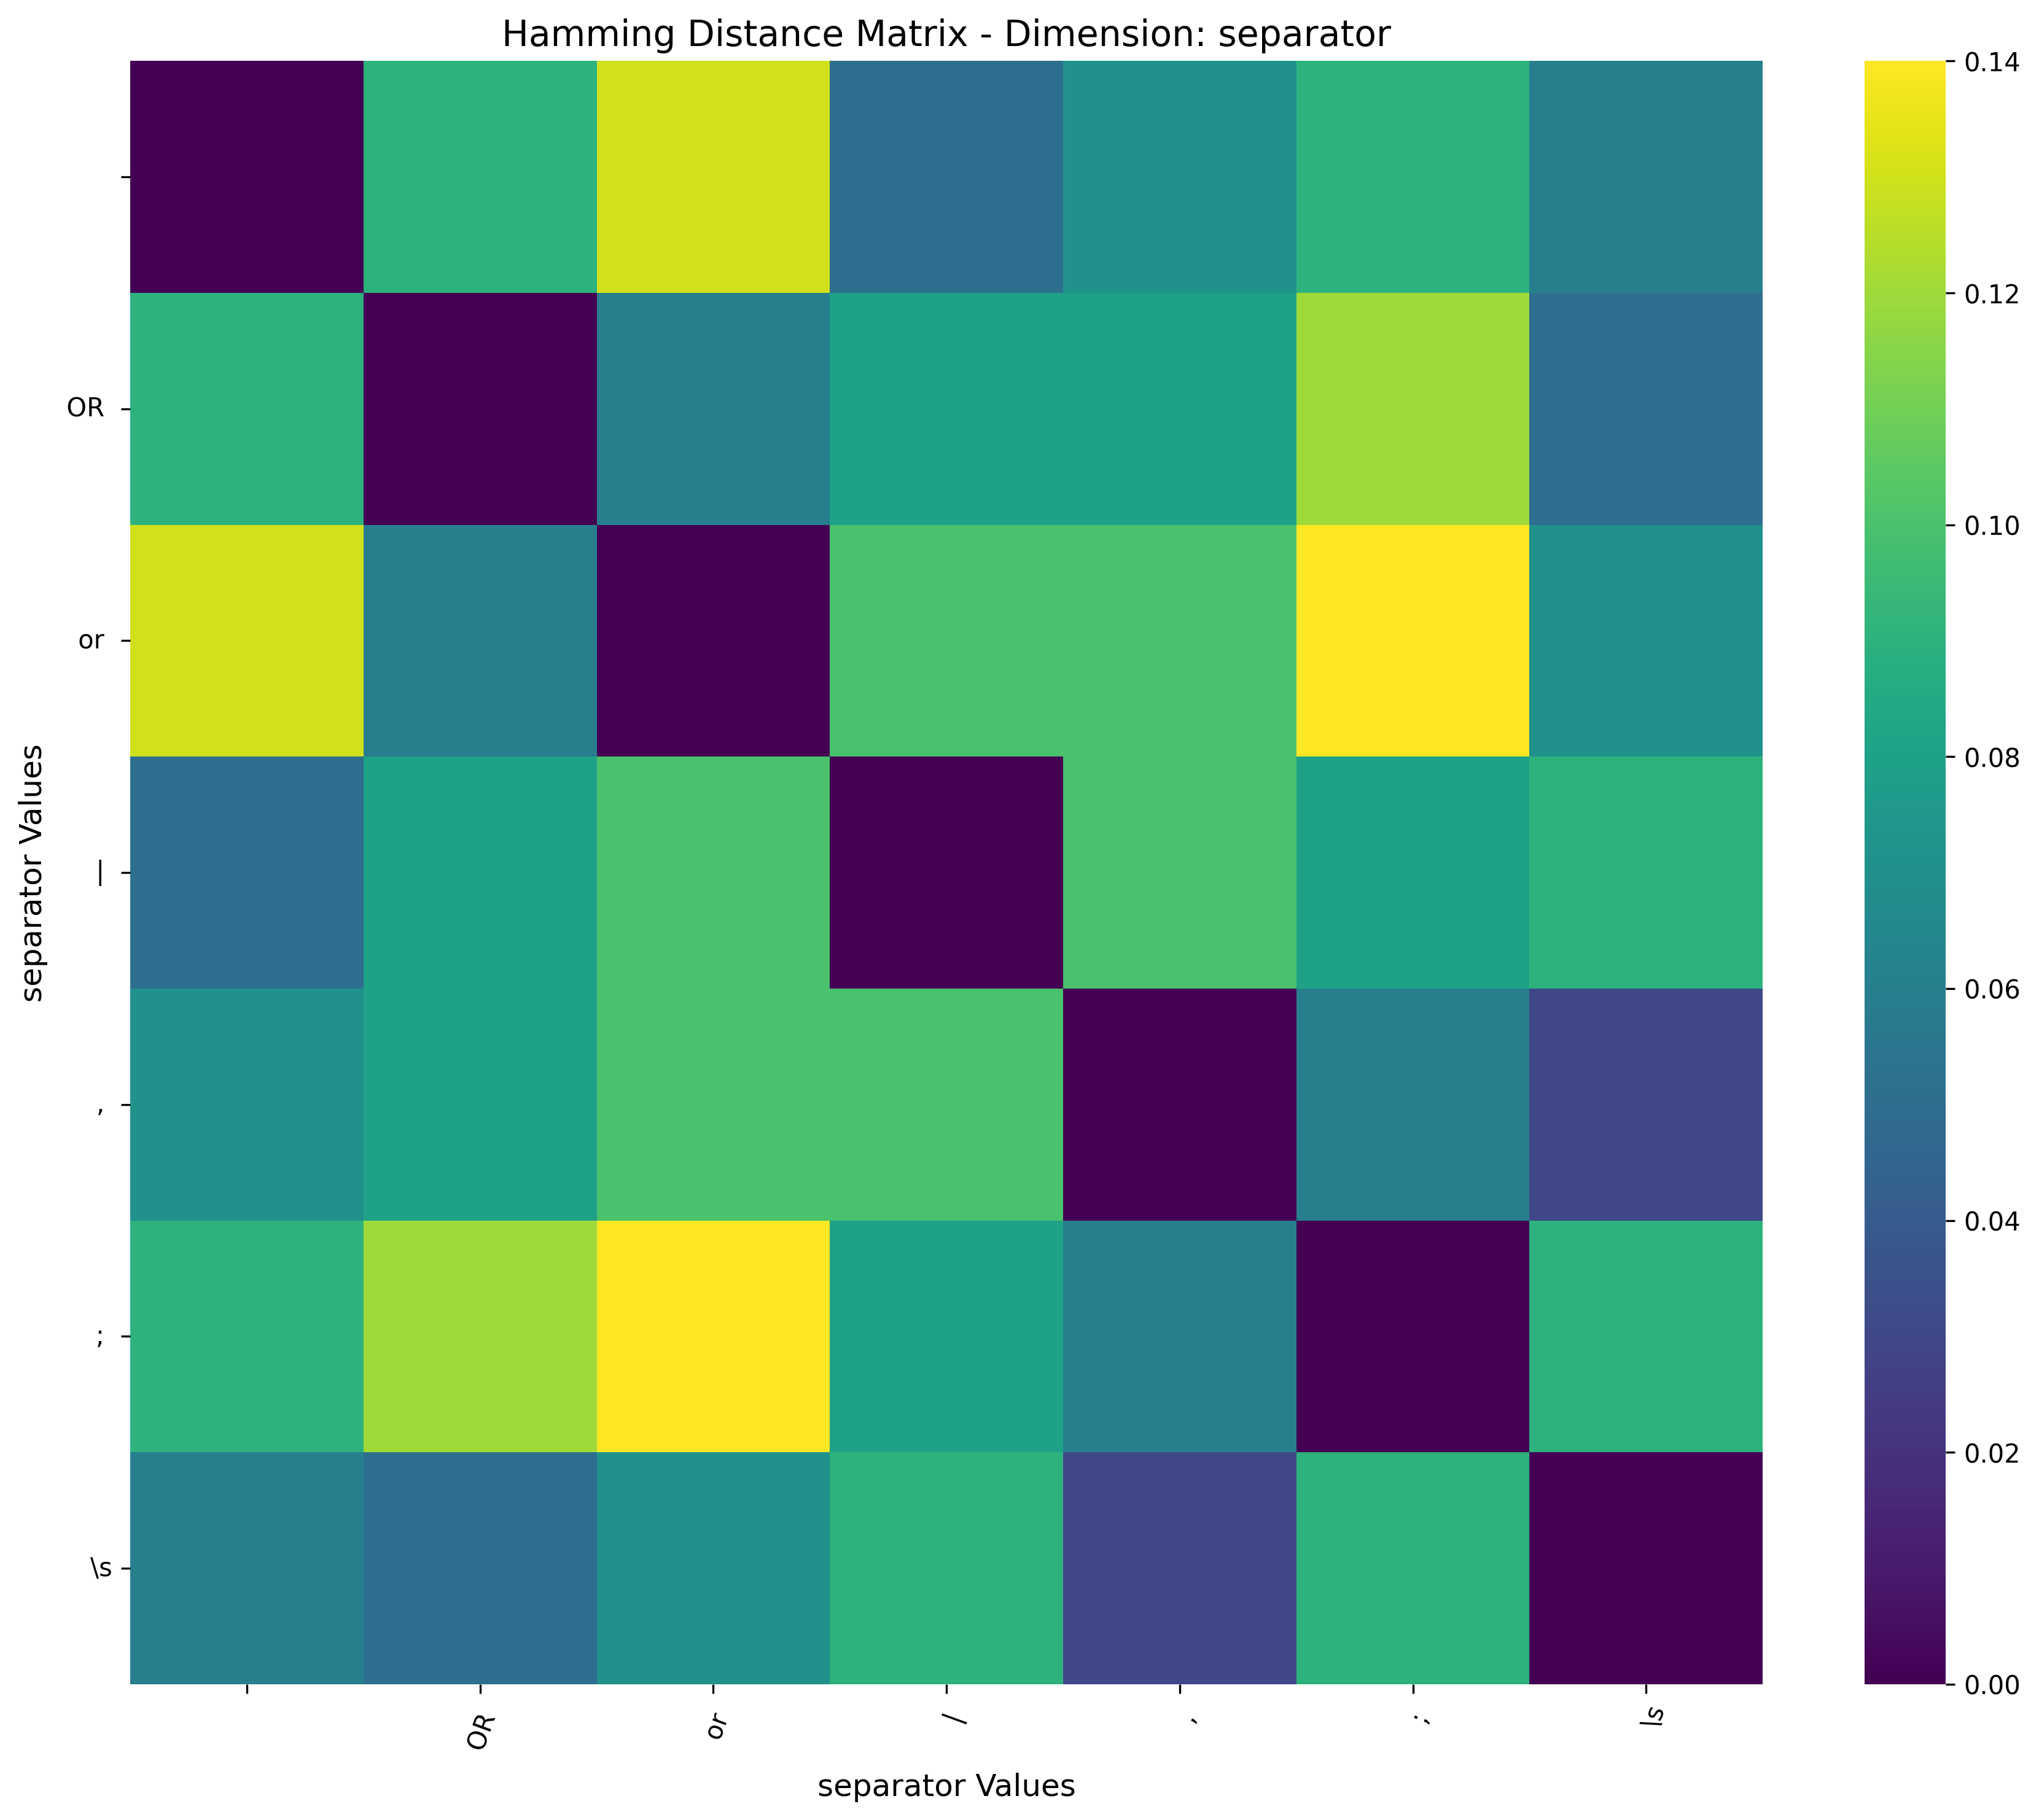 Hamming Distance Matrix - Dimension: separator
0.14
0.12
0.10
0.08
0.06
0.04
0.02
0.00
separator Values
OR
or
|
,
;
\s
OR
or
|
,
;
\s
separator Values